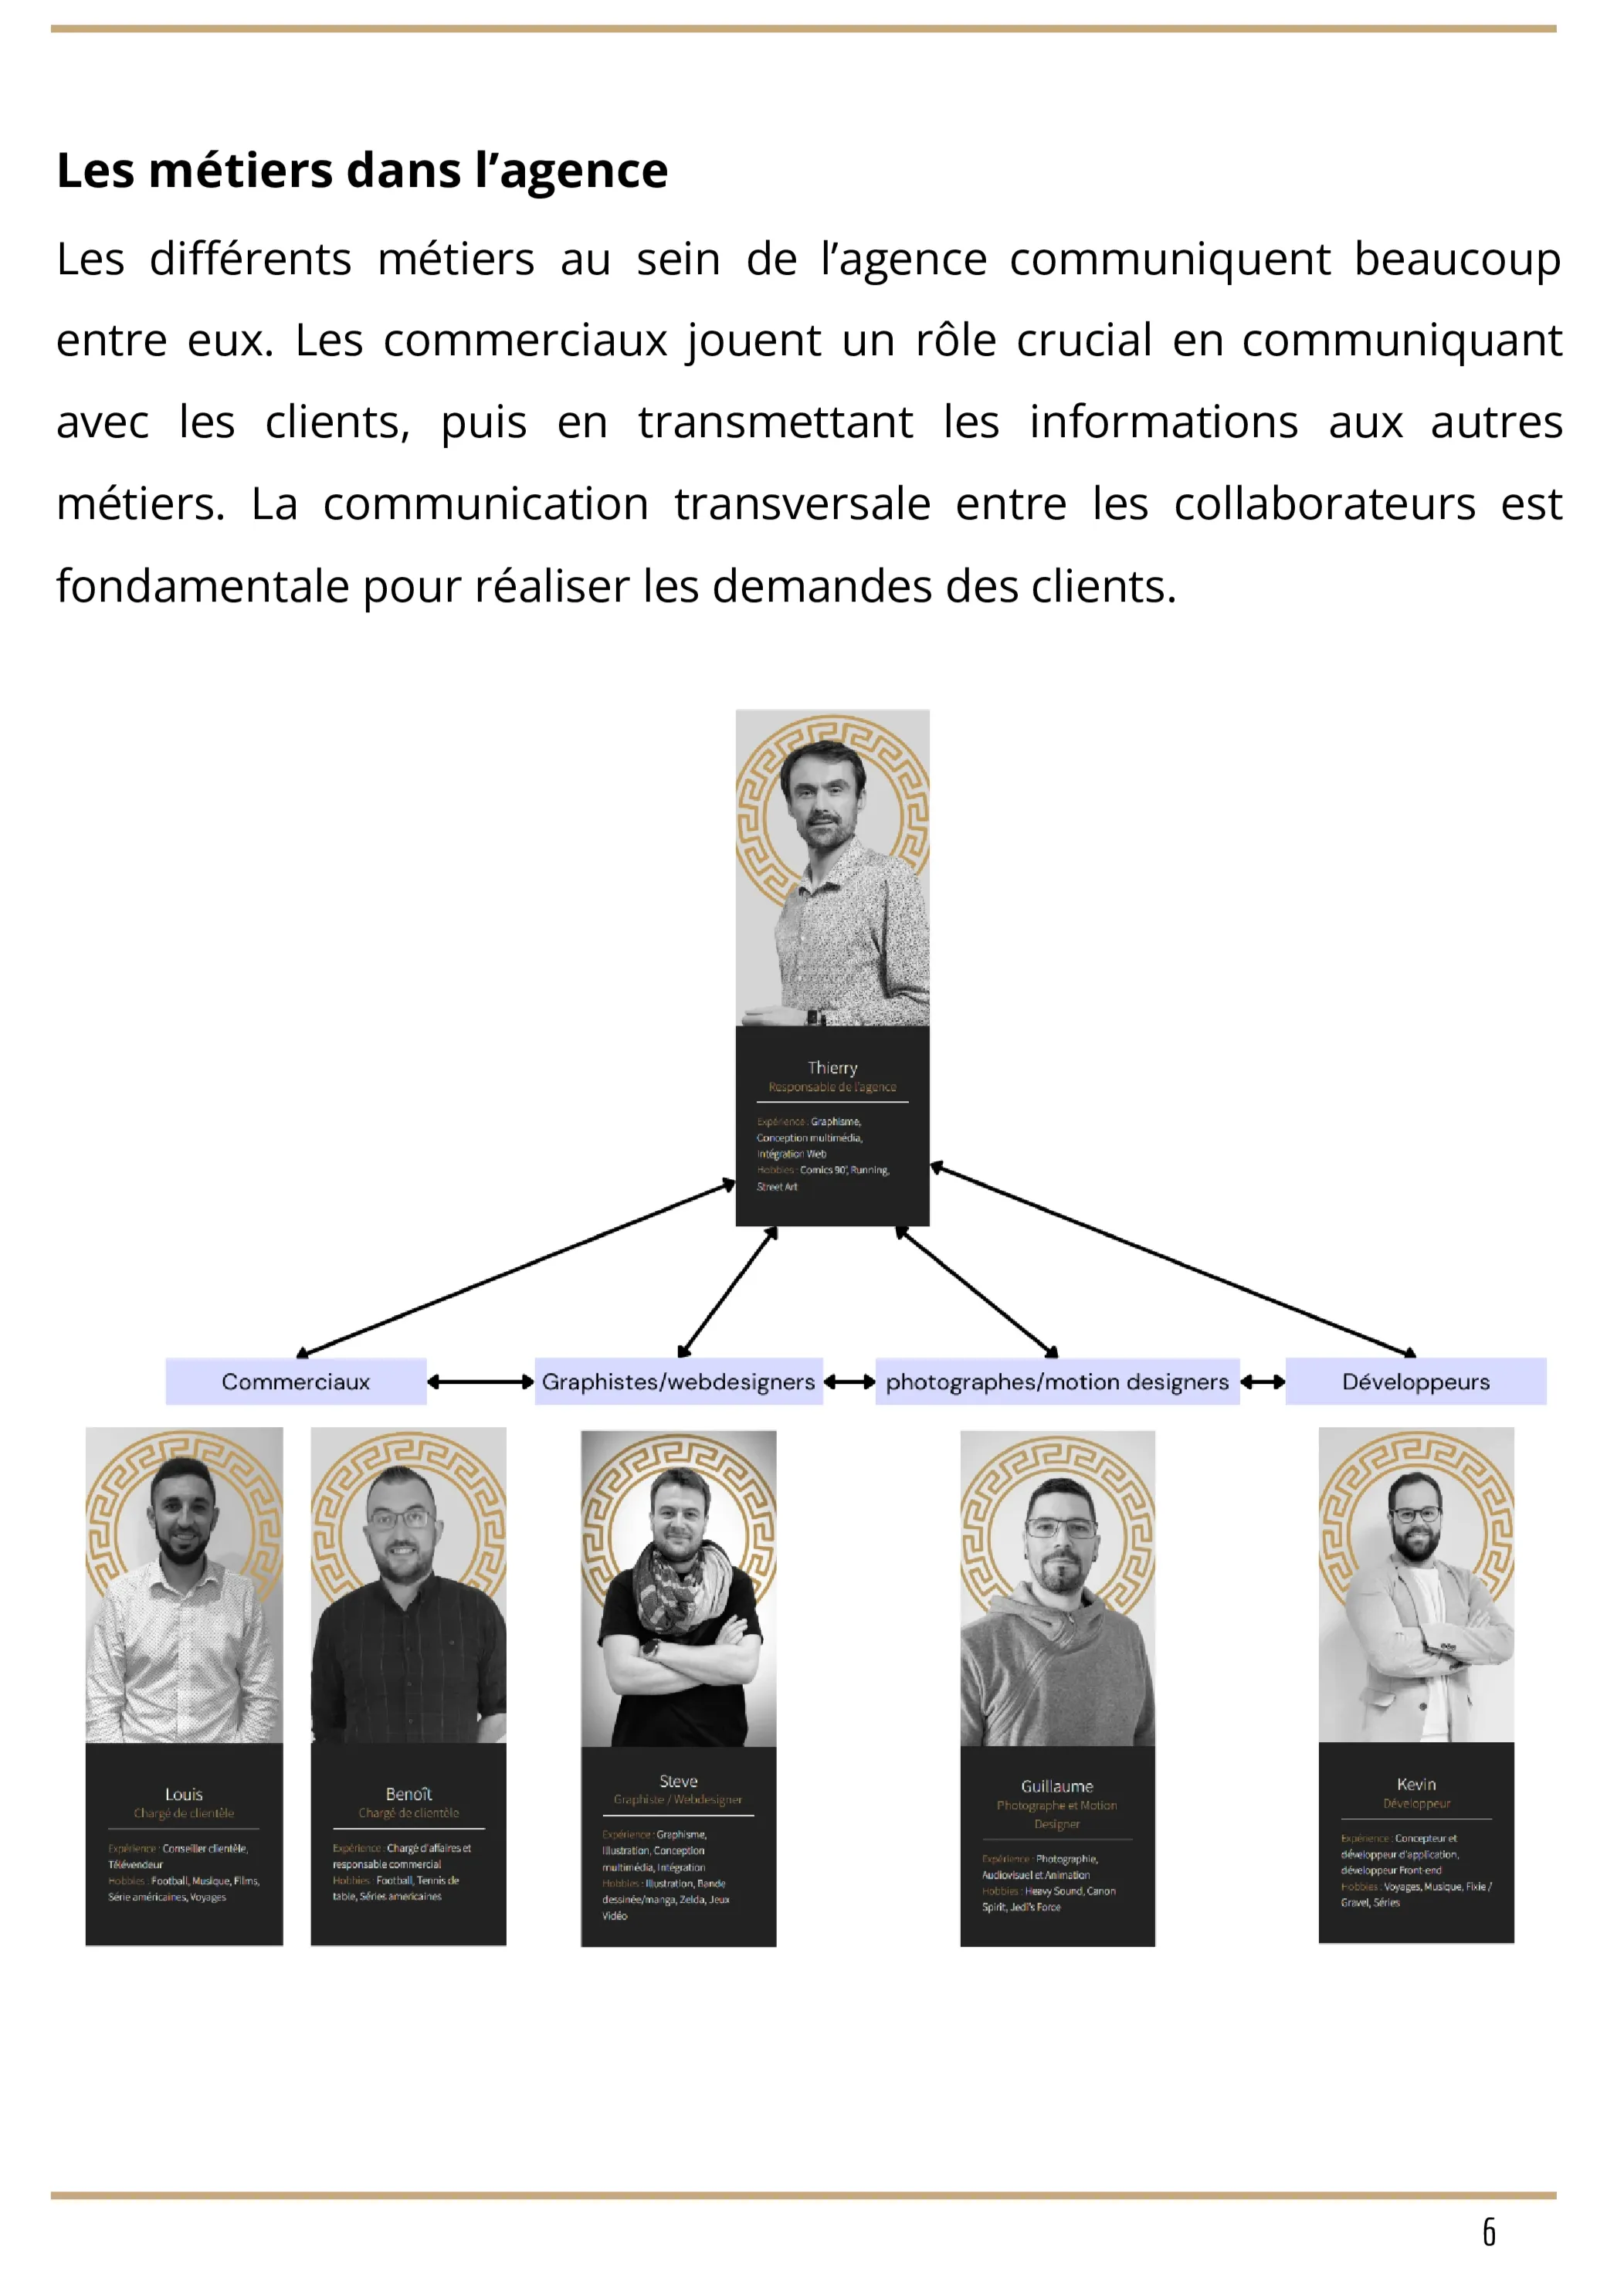 Les métiers dans l’agence
Les différents métiers au sein de l’agence communiquent beaucoup
entre eux. Les commerciaux jouent un rôle crucial en communiquant
avec les clients, puis en transmettant les informations aux autres
métiers. La communication transversale entre les collaborateurs est
fondamentale pour réaliser les demandes des clients.
Thierry
Responsable de l'agence
Expérience : Graphisme,
Conception multimédia,
Intégration Web
Hobbies : Comics 90', Running,
Street Art
Commerciaux
Graphistes/webdesigners
photographes/motion designers
Développeurs
Louis
Chargé de clientèle
Expérience : Conseiller clientèle,
Télévendeur
Hobbies : Football, Musique, Films,
Série américaines, Voyages
Benoît
Chargé de clientèle
Expérience : Chargé d'affaires et
responsable commercial
Hobbies : Football, Tennis de
table, Séries americaines
Steve
Graphiste / Webdesigner
Expérience : Graphisme,
Illustration, Conception
multimédia, Intégration
Hobbies : Illustration, Bande
dessinée/manga, Zelda, Jeux
Vidéo
Guillaume
Photographe et Motion
Designer
Expérience : Photographie,
Audiovisuel et Animation
Hobbies : Heavy Sound, Canon
Spirit, Jedi's Force
Kevin
Développeur
Expérience : Concepteur et
développeur d'application,
développeur Front-end
Hobbies : Voyages, Musique, Fixie /
Gravel, Séries
6